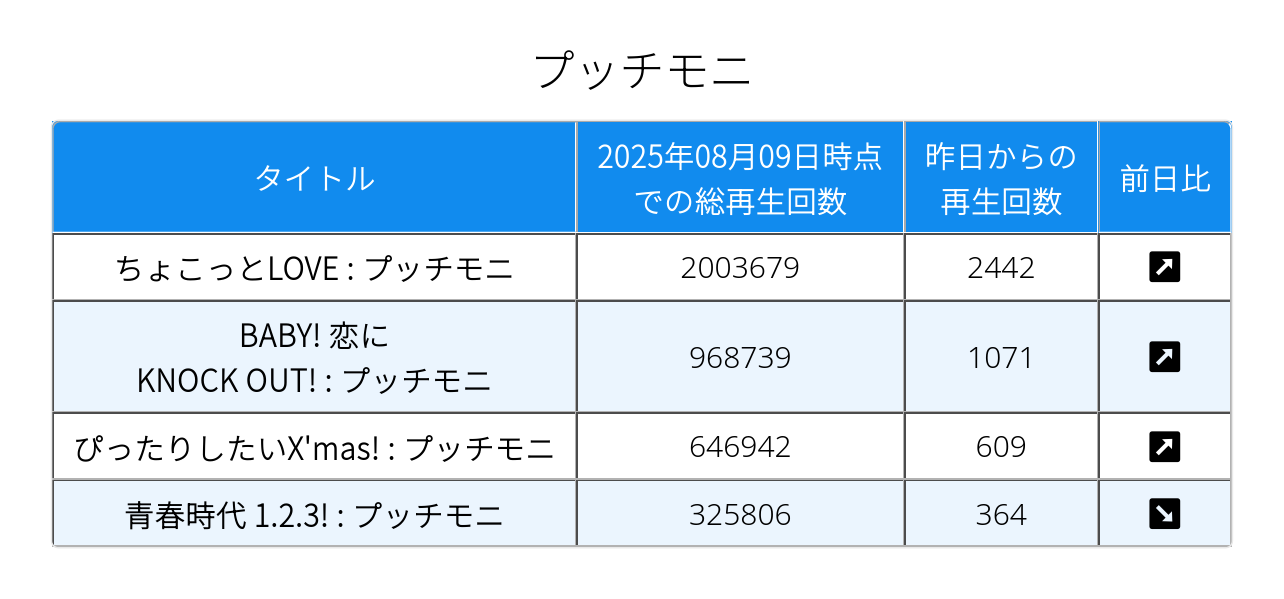 プッチモニ
タイトル
2025年08月09日時点
での総再生回数
昨日からの
再生回数
前日比
ちょこっとLOVE : プッチモニ
2003679
2442
↗
BABY! 恋に
KNOCK OUT! : プッチモニ
968739
1071
↗
ぴったりしたいX'mas! : プッチモニ
646942
609
↗
青春時代 1.2.3! : プッチモニ
325806
364
↘